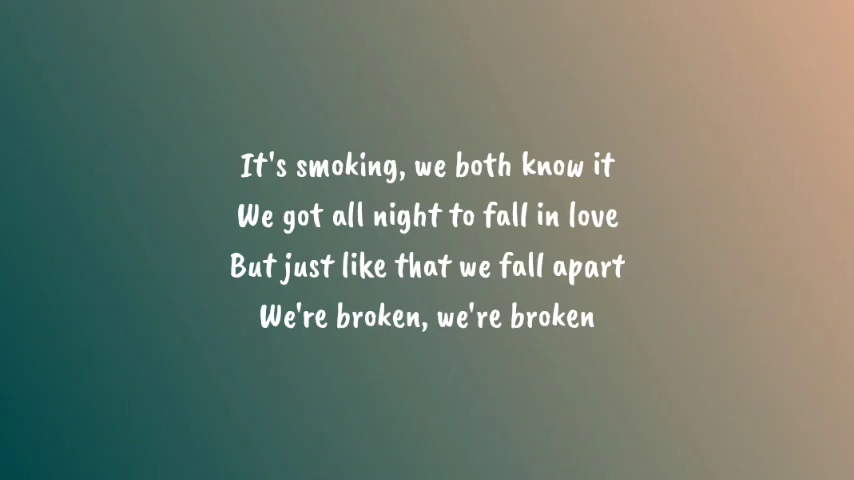 It's smoking, we both know it
We got all night to fall in love
But just like that we fall apart
We're broken, we're broken